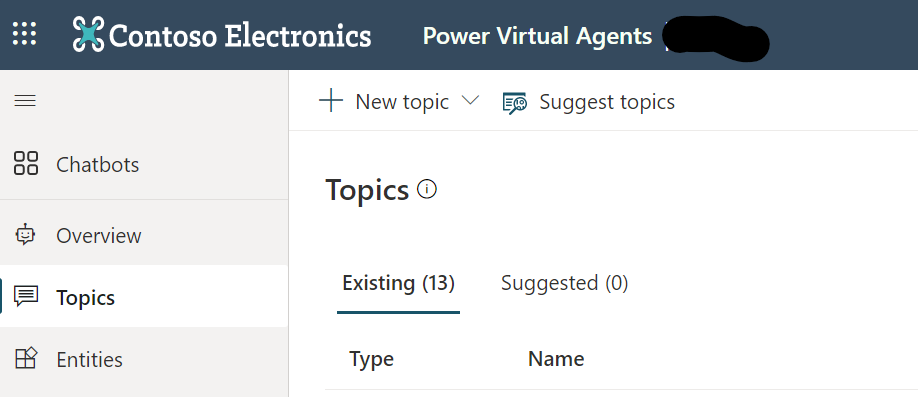 Contoso Electronics Power Virtual Agents
New topic Suggest topics
Chatbots
Topics
Overview
Existing (13) Suggested (0)
Topics
Entities
Type Name